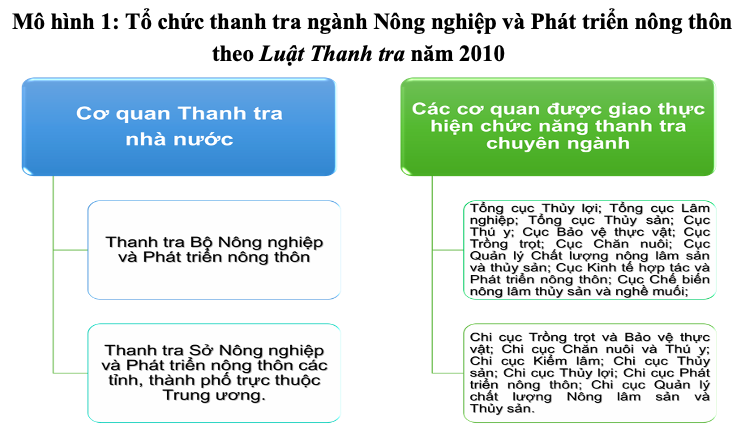 Mô hình 1: Tổ chức thanh tra ngành Nông nghiệp và Phát triển nông thôn
theo Luật Thanh tra năm 2010
Cơ quan Thanh tra
nhà nước
Thanh tra Bộ Nông nghiệp
và Phát triển nông thôn
Thanh tra Sở Nông nghiệp
và Phát triển nông thôn các
tỉnh, thành phố trực thuộc
Trung ương.
Các cơ quan được giao thực
hiện chức năng thanh tra
chuyên ngành
Tổng cục Thủy lợi; Tổng cục Lâm
nghiệp; Tổng cục Thủy sản; Cục
Thú y; Cục Bảo vệ thực vật; Cục
Trồng trọt; Cục Chăn nuôi; Cục
Quản lý Chất lượng nông lâm sản
và thủy sản; Cục Kinh tế hợp tác và
Phát triển nông thôn; Cục Chế biến
nông lâm thủy sản và nghề muối;
Chi cục Trồng trọt và Bảo vệ thực
vật; Chi cục Chăn nuôi và Thú y;
Chi cục Kiểm lâm; Chi cục Thủy
sản; Chi cục Thủy lợi; Chi cục Phát
triển nông thôn; Chi cục Quản lý
chất lượng Nông lâm sản và
Thủy sản.